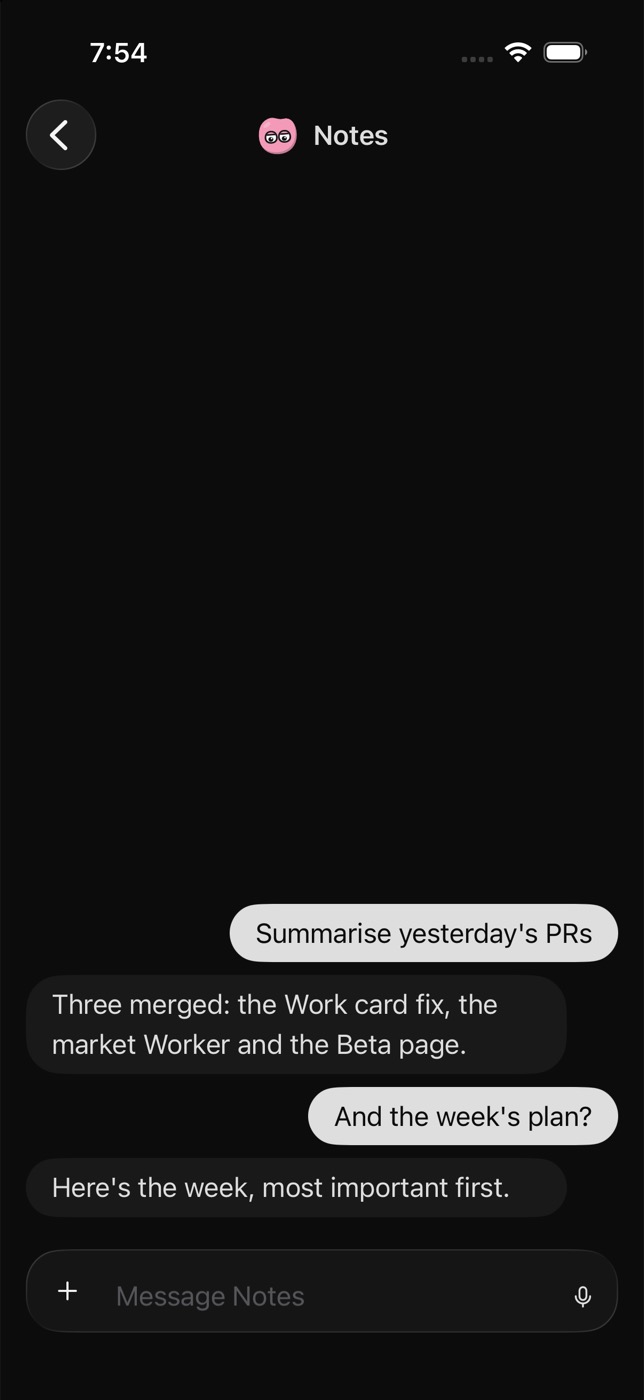 7:54
Notes
Summarise yesterday's PRs
Three merged: the Work card fix, the
market Worker and the Beta page.
And the week's plan?
Here's the week, most important first.
Message Notes